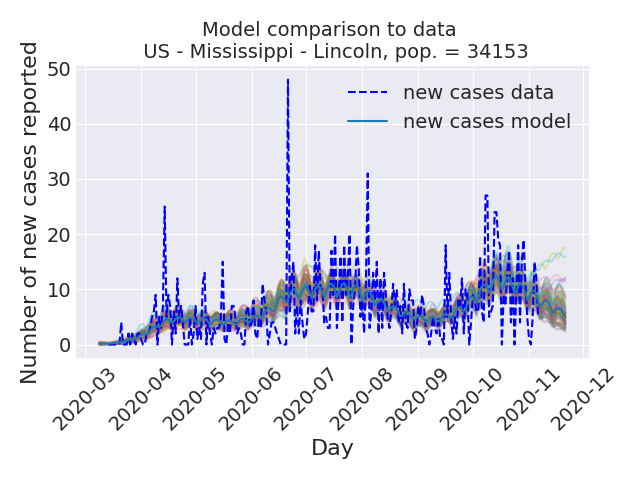 Model comparison to data
US - Mississippi - Lincoln, pop. = 34153
Number of new cases reported
50
40
30
20
10
0
new cases data
new cases model
2020-03
2020-04
2020-05
2020-06
2020-07
2020-08
2020-09
2020-10
2020-11
2020-12
Day